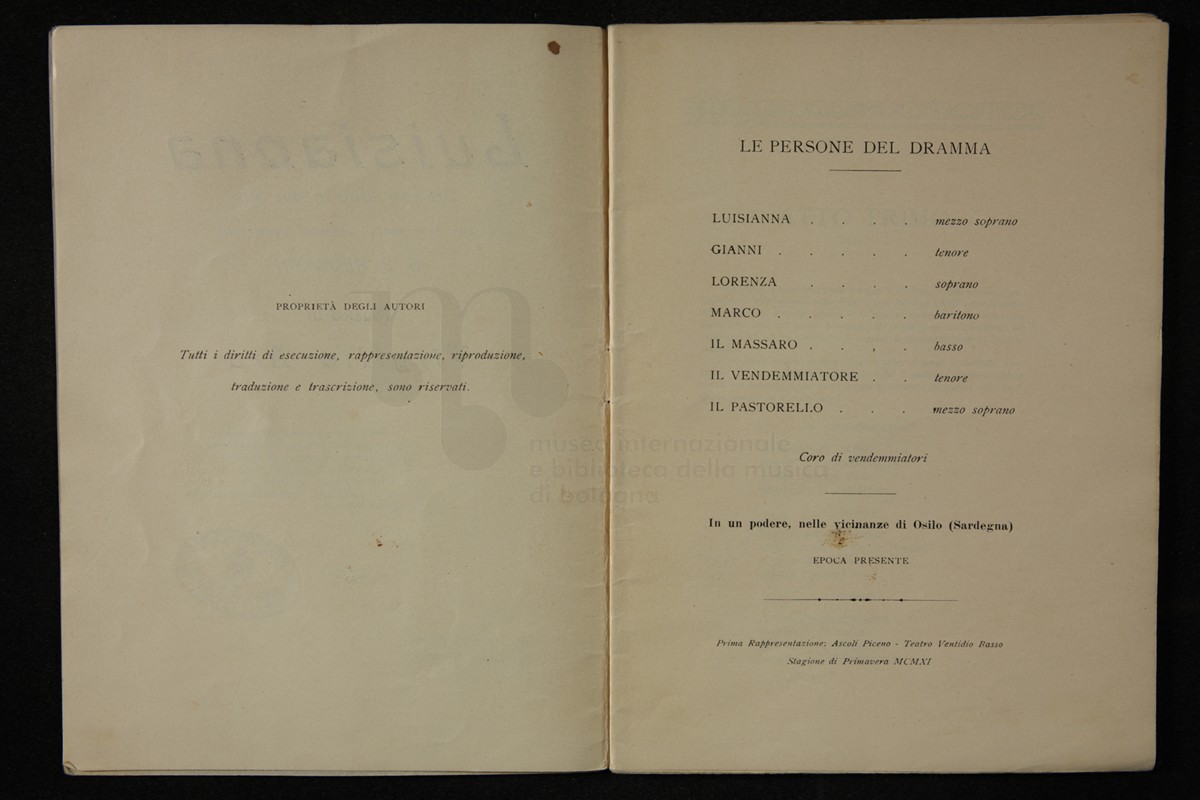 PROPRIETÀ DEGLI AUTORI
Tutti i diritti di esecuzione, rappresentazione, riproduzione,
traduzione e trascrizione, sono riservati.
LE PERSONE DEL DRAMMA
LUISIANNA . . . . mezzo soprano
GIANNI . . . . . tenore
LORENZA . . . . soprano
MARCO . . . . . baritono
IL MASSARO . . . . basso
IL VENDEMMIATORE . . tenore
IL PASTORELLO . . . mezzo soprano
Coro di vendemmiatori
In un podere, nelle vicinanze di Osilo (Sardegna)
EPOCA PRESENTE
Prima Rappresentazione: Ascoli Piceno - Teatro Ventidio Basso
Stagione di Primavera MCMXI
museo internazionale
e biblioteca della musica
di bologna
Luisianna